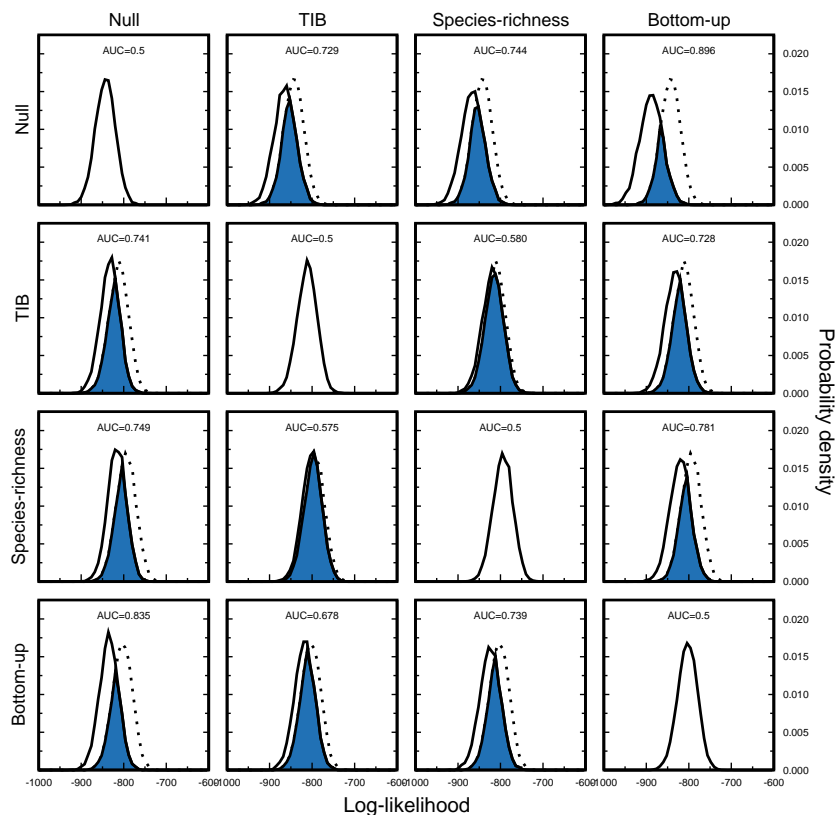 Null TIB Species-richness Bottom-up
Null AUC=0.5 AUC=0.729 AUC=0.744 AUC=0.896 0.020
0.015
0.010
0.005
0.000
TIB AUC=0.741 AUC=0.5 AUC=0.580 AUC=0.728 0.020
0.015
0.010
0.005
0.000
Probability density
Species-richness AUC=0.749 AUC=0.575 AUC=0.5 AUC=0.781 0.020
0.015
0.010
0.005
0.000
Bottom-up AUC=0.835 AUC=0.678 AUC=0.739 AUC=0.5 0.020
0.015
0.010
0.005
0.000
-1000 -900 -800 -700 -600 -900 -800 -700 -600 -900 -800 -700 -600 -1000 -900 -800 -700 -600
Log-likelihood